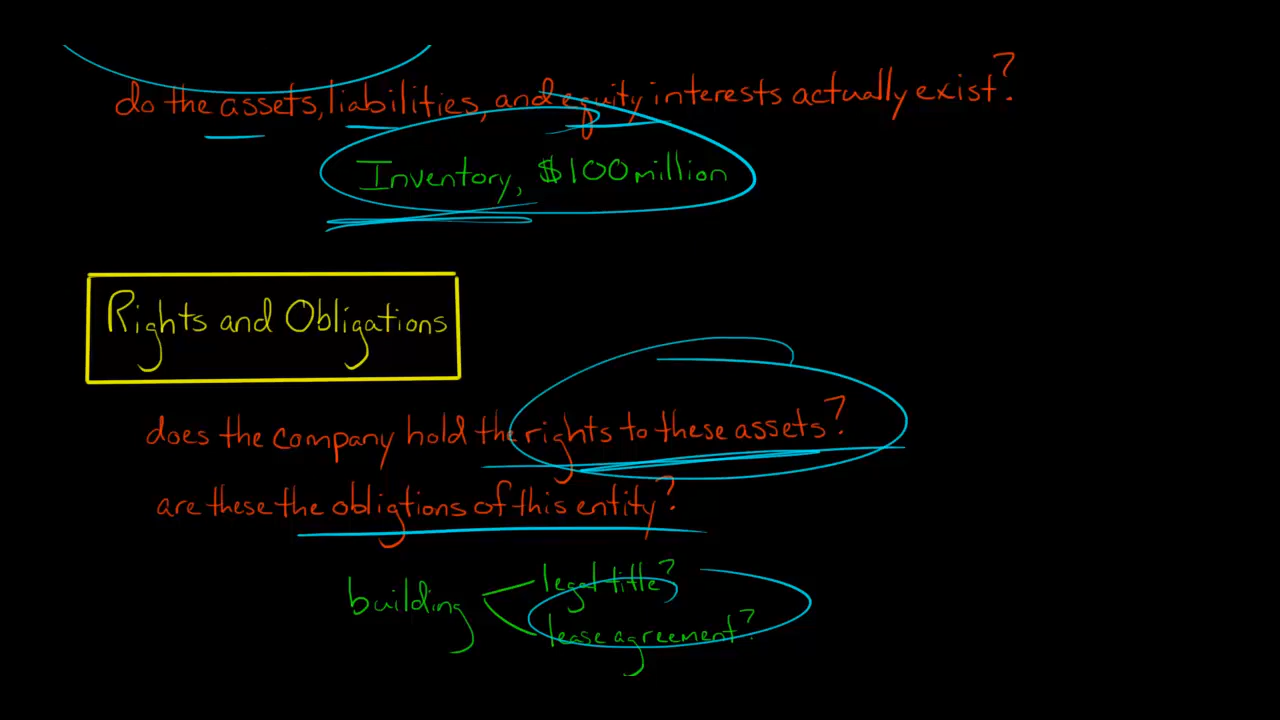 do the assets, liabilities, and equity interests actually exist?
Inventory, $100 million
Rights and Obligations
does the company hold the rights to these assets?
are these the obligtions of this entity?
legal title?
building
lease agreement?